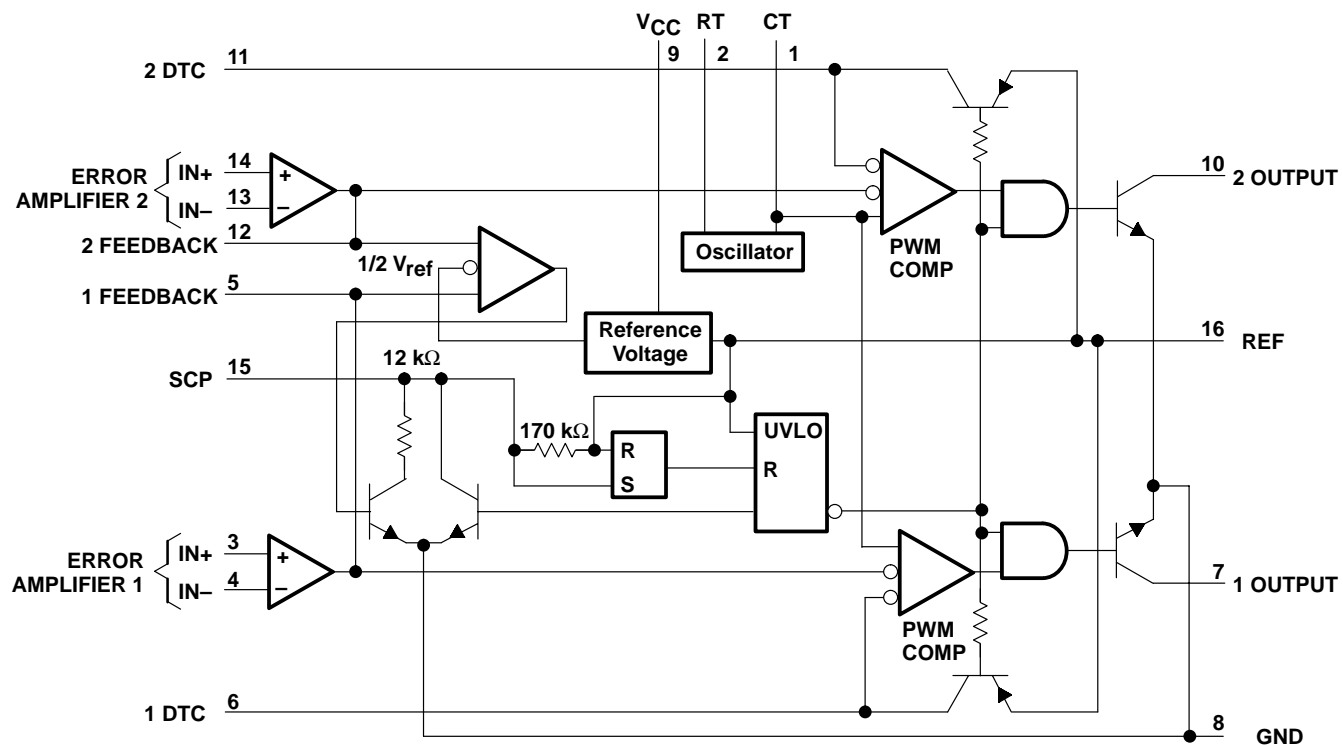 VCC RT CT
9 2 1
2 DTC 11
ERROR
AMPLIFIER 2
IN+ 14
IN– 13
+
–
2 FEEDBACK 12
1/2 Vref
1 FEEDBACK 5
Oscillator
PWM
COMP
10 2 OUTPUT
Reference
Voltage
16 REF
SCP 15
12 kΩ
170 kΩ
R
S
UVLO
R
ERROR
AMPLIFIER 1
IN+ 3
IN– 4
+
–
PWM
COMP
7 1 OUTPUT
1 DTC 6
8 GND